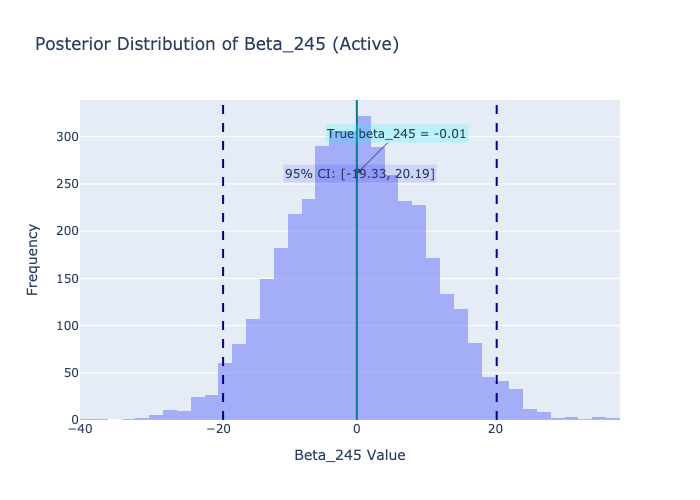 Posterior Distribution of Beta_245 (Active)
True beta_245 = -0.01
95% CI: [-19.33, 20.19]
300
250
200
150
100
50
0
Frequency
−40
−20
0
20
Beta_245 Value